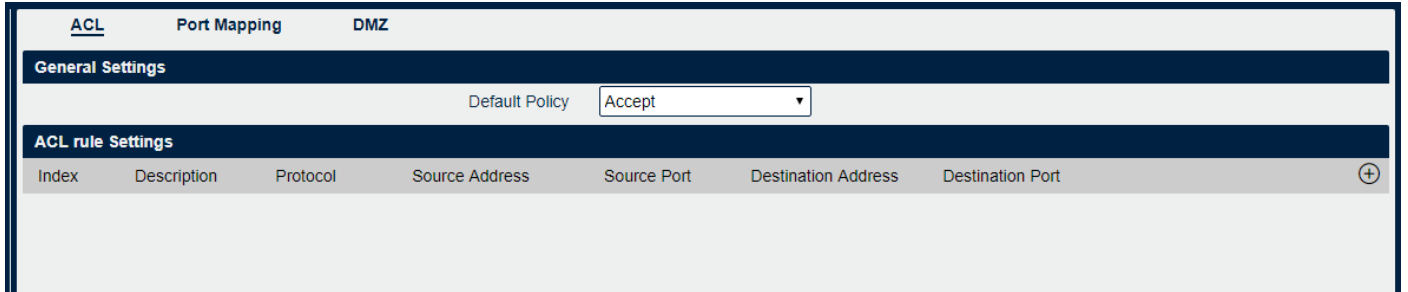 ACL Port Mapping DMZ
General Settings
Default Policy Accept
ACL rule Settings
Index Description Protocol Source Address Source Port Destination Address Destination Port